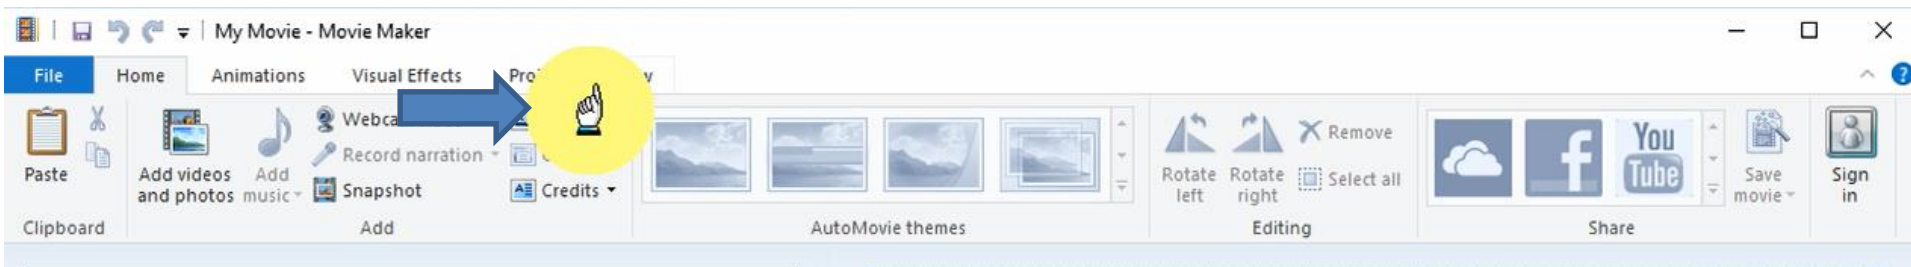 My Movie - Movie Maker
File Home Animations Visual Effects
Paste
Clipboard
Add videos
and photos
Add
music
Record narration
Snapshot
Credits
Add
AutoMovie themes
Rotate
left
Rotate
right
Remove
Select all
Editing
f
You
Tube
Share
Save
movie
Sign
in
?